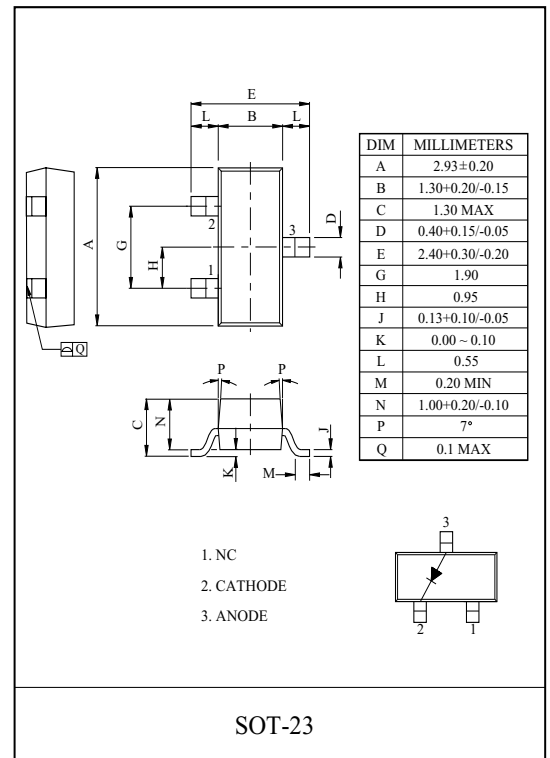 E
L B L
A
G
H
D
2
3
1
D Q
P P
C
N
K
M
J
DIM MILLIMETERS
A 2.93±0.20
B 1.30+0.20/-0.15
C 1.30 MAX
D 0.40+0.15/-0.05
E 2.40+0.30/-0.20
G 1.90
H 0.95
J 0.13+0.10/-0.05
K 0.00 ~ 0.10
L 0.55
M 0.20 MIN
N 1.00+0.20/-0.10
P 7°
Q 0.1 MAX
1. NC
2. CATHODE
3. ANODE
3
2 1
SOT-23